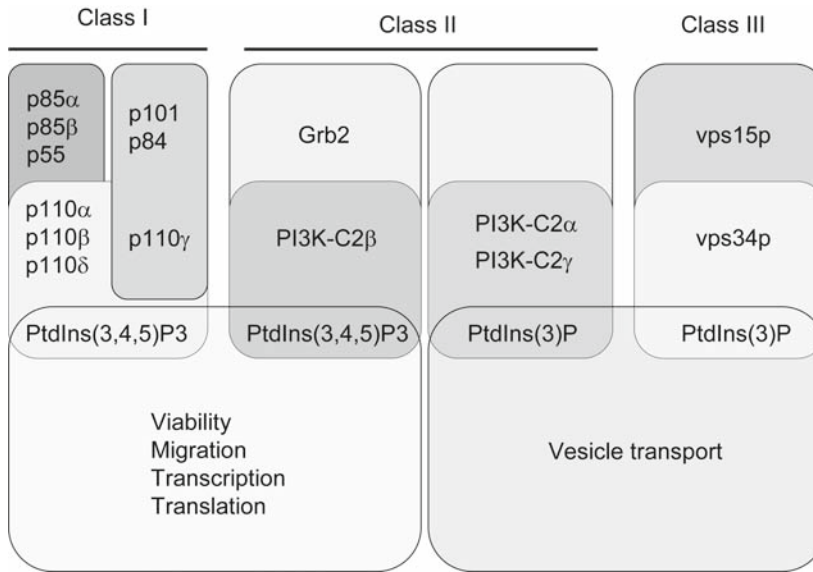 Class I
Class II
Class III
p85α
p85β
p55
p101
p84
Grb2
vps15p
p110α
p110β
p110δ
p110γ
PI3K-C2β
PI3K-C2α
PI3K-C2γ
vps34p
PtdIns(3,4,5)P3
PtdIns(3,4,5)P3
PtdIns(3)P
PtdIns(3)P
Viability
Migration
Transcription
Translation
Vesicle transport